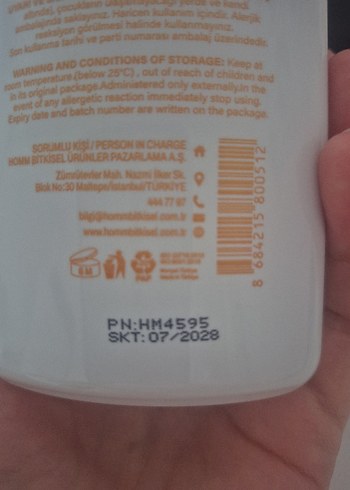 orijinal ambalajında saklayınız. Haricen kullanım içindir. Alerjik
reaksiyon görülmesi halinde kullanmayınız.
Son kullanma tarihi ve parti numarası ambalaj üzerindedir.
WARNING AND CONDITIONS OF STORAGE: Keep at
room temperature (below 25°C) , out of reach of children and
in its original package. Administered only externally. In the
event of any allergic reaction immediately stop using.
Expiry date and batch number are written on the package.
SORUMLU KİŞİ / PERSON IN CHARGE
HOMM BİTKİSEL ÜRÜNLER PAZARLAMA A.Ş.
Zümrütevler Mah. Nazmi İlker Sk.
Blok No:30 Maltepe/İstanbul/TÜRKİYE
444 77 97
bilgi@hommbitkisel.com.tr
www.hommbitkisel.com.tr
8 684215 800512
PN:HM4595
SKT:07/2028